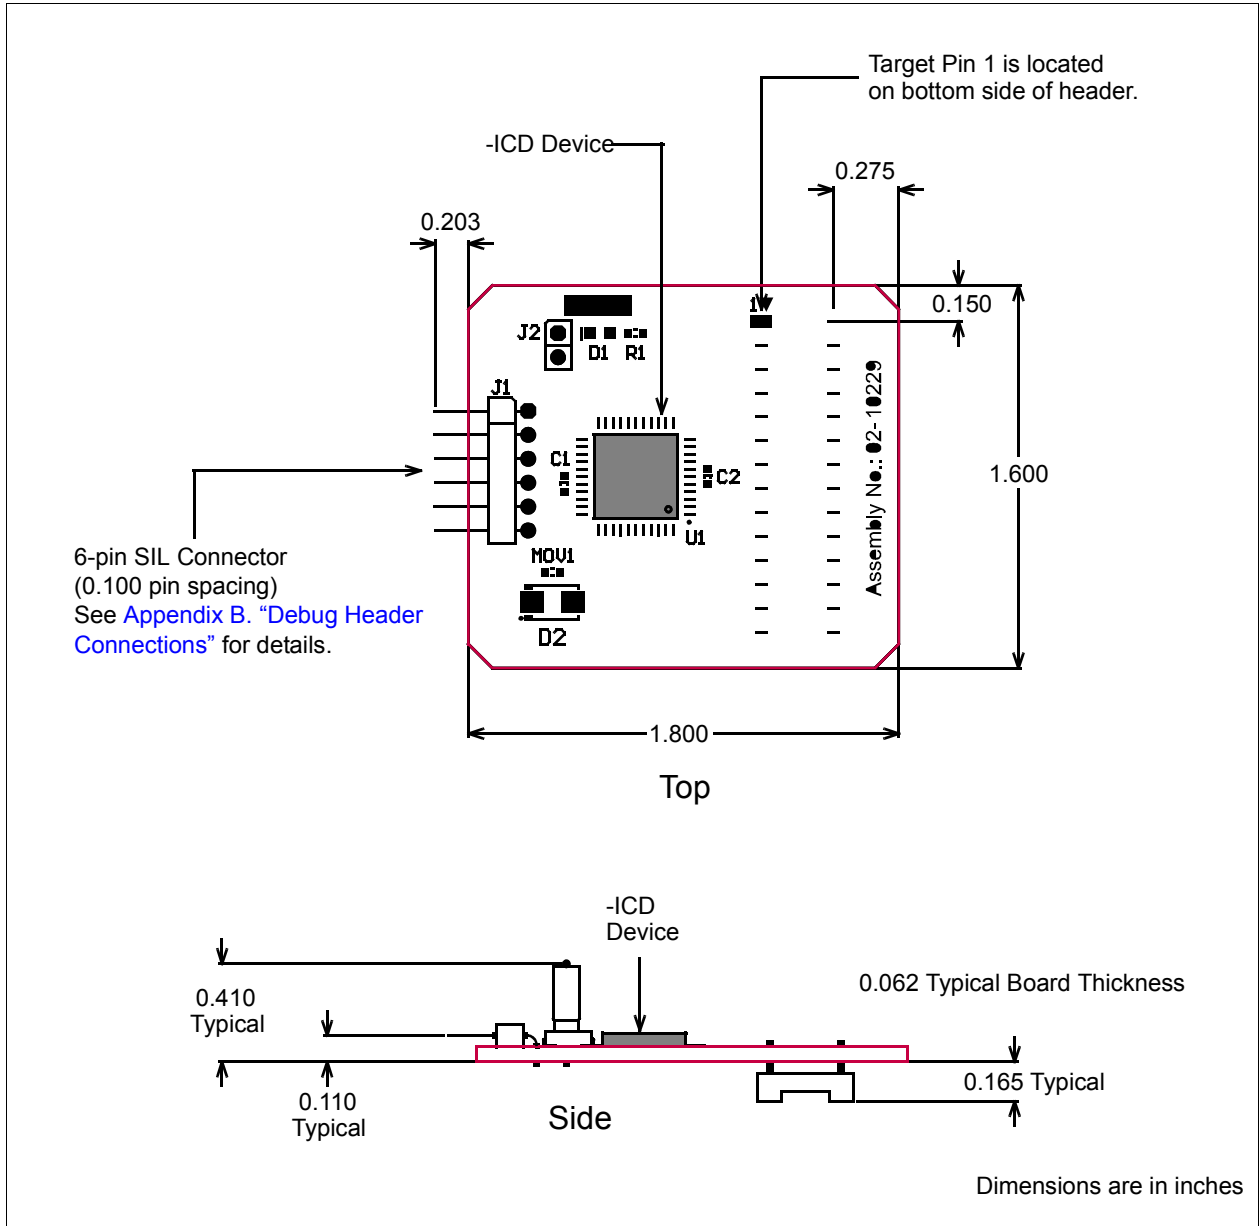 Target Pin 1 is located
on bottom side of header.
-ICD Device
0.275
0.203
0.150
1
J2
D1 R1
J1
C1
C2
U1
MOV1
D2
Assembly No.: 02-10229
1.600
6-pin SIL Connector
(0.100 pin spacing)
See Appendix B. “Debug Header
Connections” for details.
1.800
Top
-ICD
Device
0.062 Typical Board Thickness
0.410
Typical
0.110
Typical
0.165 Typical
Side
Dimensions are in inches